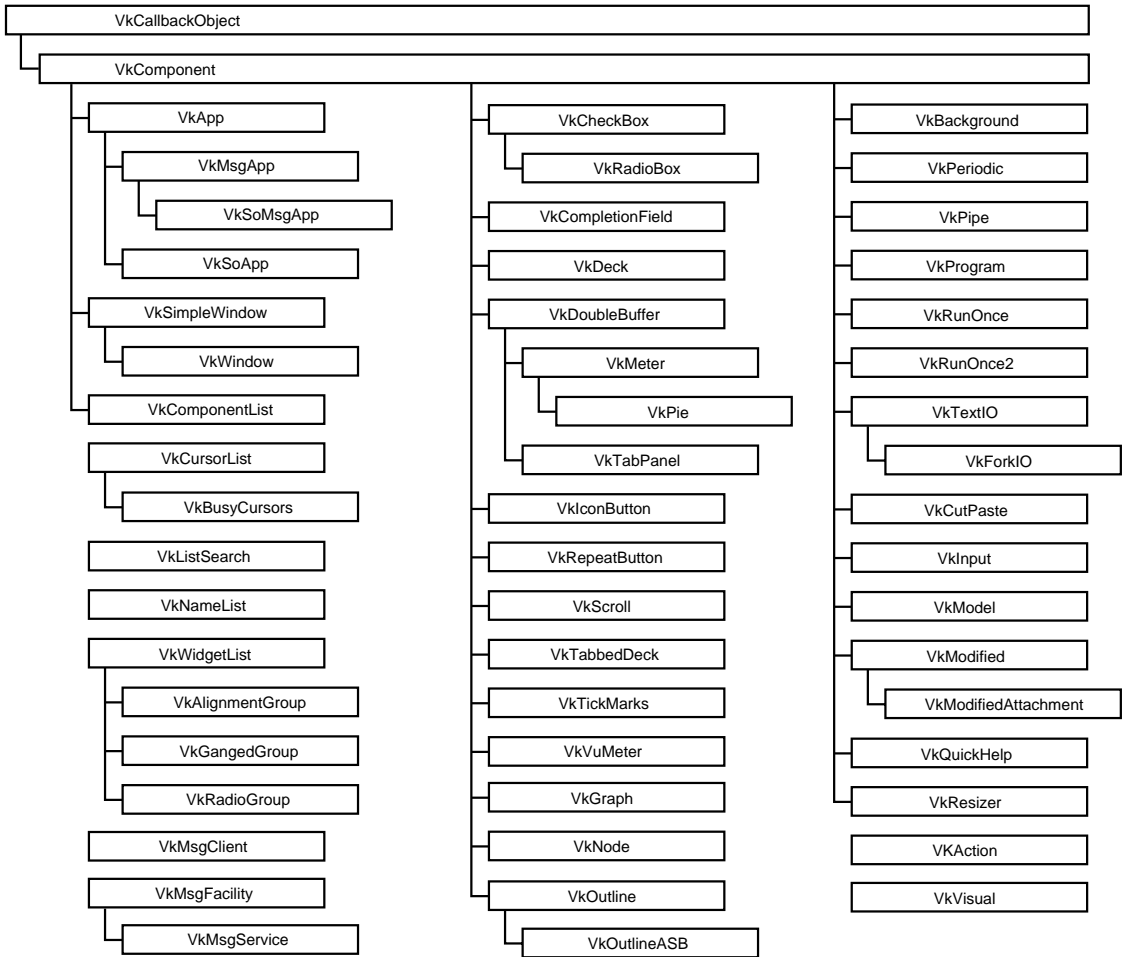 VkCallbackObject
VkComponent
VkApp
VkMsgApp
VkSoMsgApp
VkSoApp
VkSimpleWindow
VkWindow
VkComponentList
VkCursorList
VkBusyCursors
VkListSearch
VkNameList
VkWidgetList
VkAlignmentGroup
VkGangedGroup
VkRadioGroup
VkMsgClient
VkMsgFacility
VkMsgService
VkCheckBox
VkRadioBox
VkCompletionField
VkDeck
VkDoubleBuffer
VkMeter
VkPie
VkTabPanel
VkIconButton
VkRepeatButton
VkScroll
VkTabbedDeck
VkTickMarks
VkVuMeter
VkGraph
VkNode
VkOutline
VkOutlineASB
VkBackground
VkPeriodic
VkPipe
VkProgram
VkRunOnce
VkRunOnce2
VkTextIO
VkForkIO
VkCutPaste
VkInput
VkModel
VkModified
VkModifiedAttachment
VkQuickHelp
VkResizer
VKAction
VkVisual